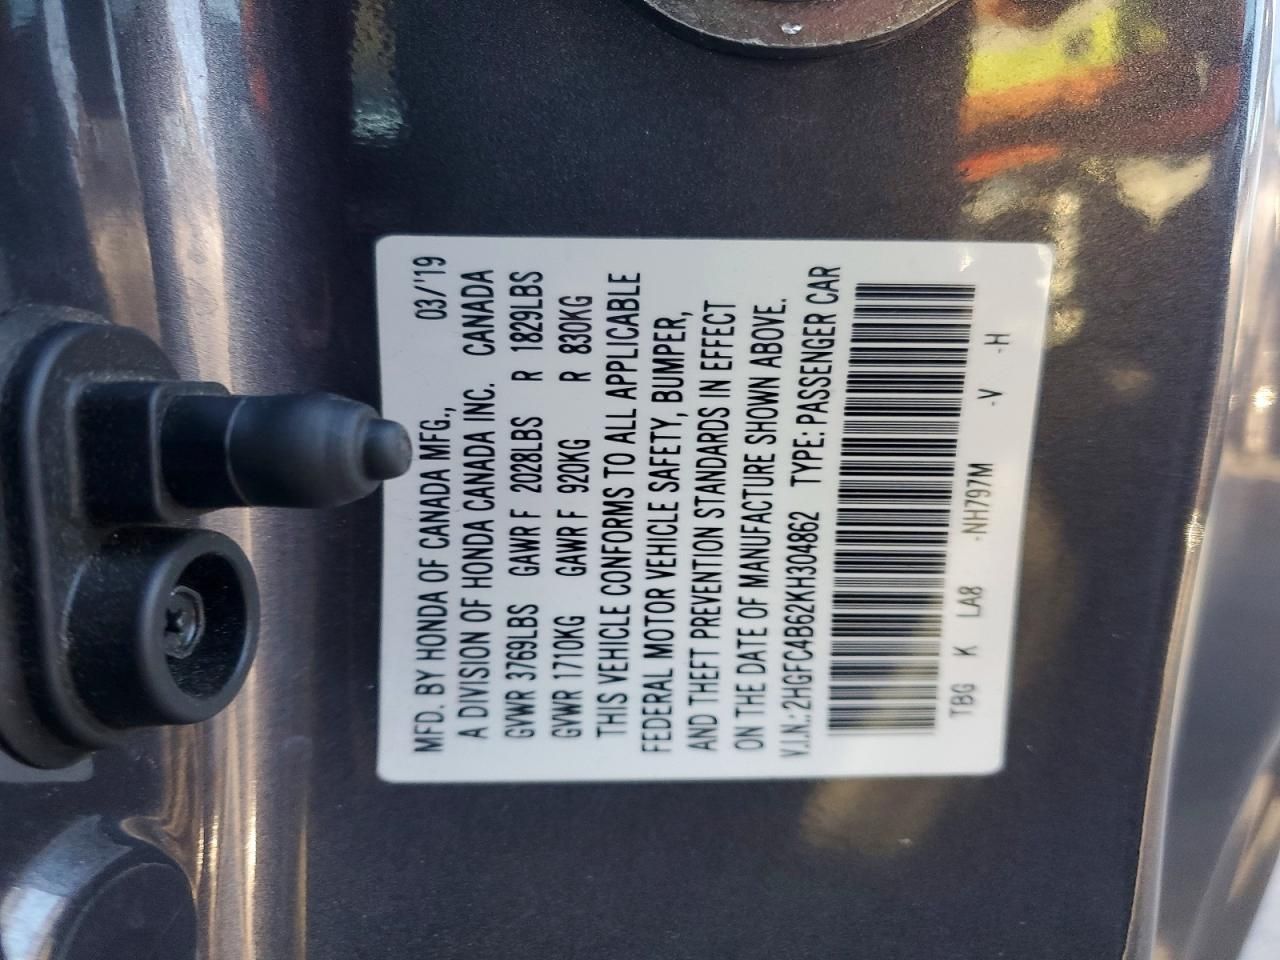 MFD. BY HONDA OF CANADA MFG., 03/'19
A DIVISION OF HONDA CANADA INC. CANADA
GVWR 3769LBS GAWR F 2028LBS R 1829LBS
GVWR 1710KG GAWR F 920KG R 830KG
THIS VEHICLE CONFORMS TO ALL APPLICABLE
FEDERAL MOTOR VEHICLE SAFETY, BUMPER,
AND THEFT PREVENTION STANDARDS IN EFFECT
ON THE DATE OF MANUFACTURE SHOWN ABOVE.
V.I.N.: 2HGFC4B62KH304862 TYPE: PASSENGER CAR
TBG K LA8 -NH797M -V -H